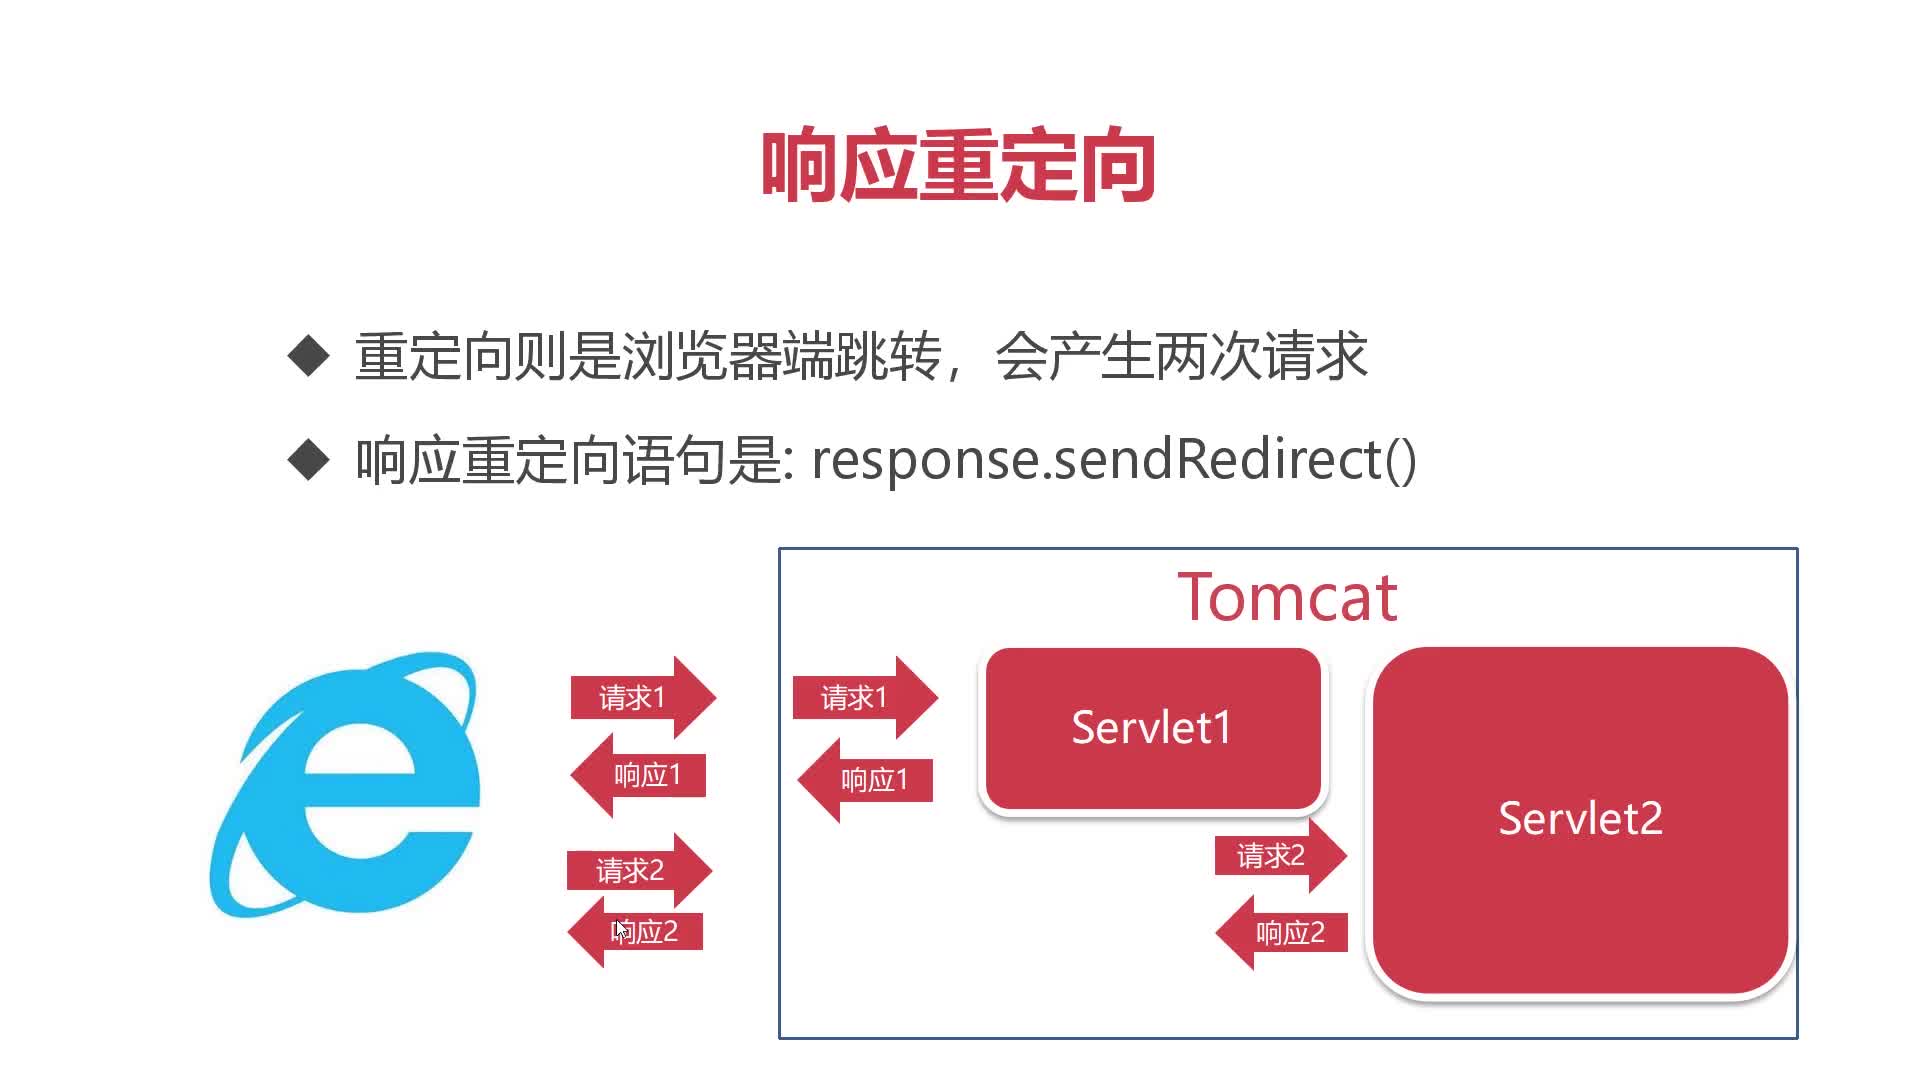 响应重定向
重定向则是浏览器端跳转，会产生两次请求
响应重定向语句是: response.sendRedirect()
Tomcat
请求1
请求1
Servlet1
响应1
响应1
Servlet2
请求2
请求2
响应2
响应2